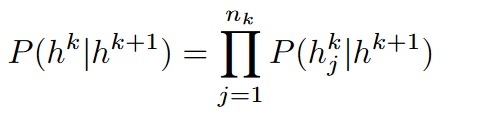 P(h^k|h^{k+1}) = \prod_{j=1}^{n_k} P(h_j^k|h^{k+1})